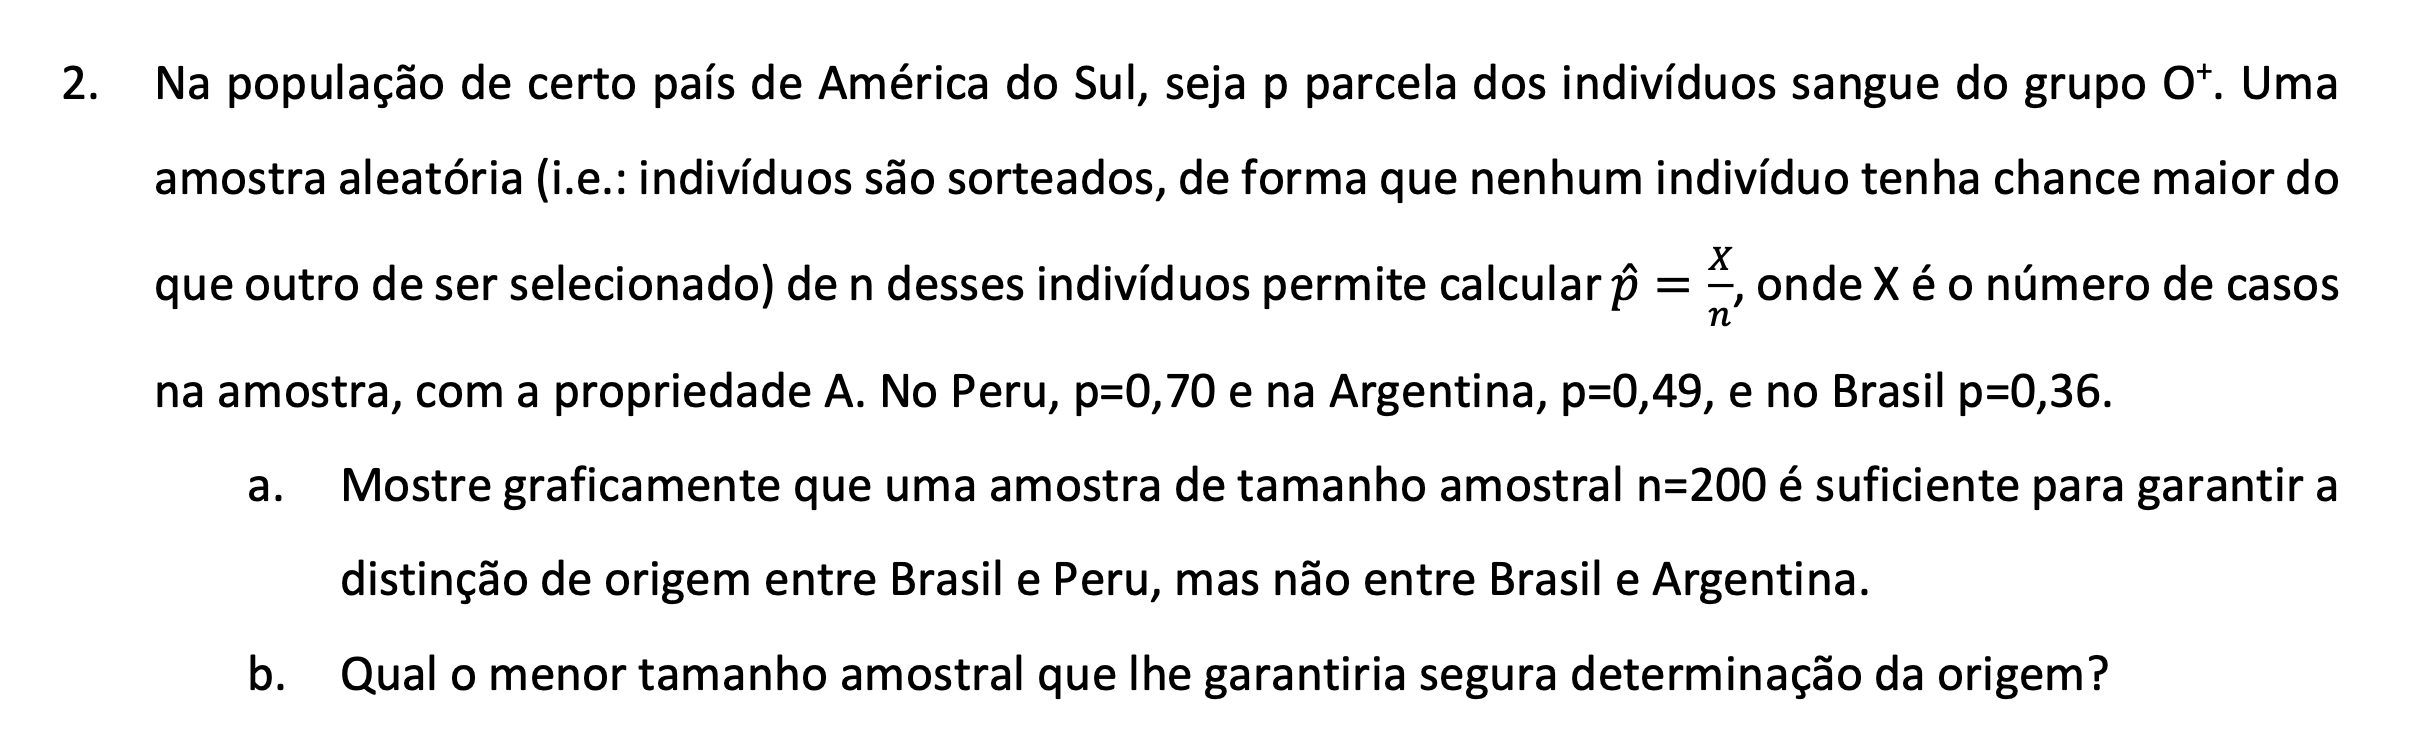 2. Na população de certo país de América do Sul, seja p parcela dos indivíduos sangue do grupo O⁺. Uma
amostra aleatória (i.e.: indivíduos são sorteados, de forma que nenhum indivíduo tenha chance maior do
que outro de ser selecionado) de n desses indivíduos permite calcular p̂ = X/n, onde X é o número de casos
na amostra, com a propriedade A. No Peru, p=0,70 e na Argentina, p=0,49, e no Brasil p=0,36.
a. Mostre graficamente que uma amostra de tamanho amostral n=200 é suficiente para garantir a
distinção de origem entre Brasil e Peru, mas não entre Brasil e Argentina.
b. Qual o menor tamanho amostral que lhe garantiria segura determinação da origem?